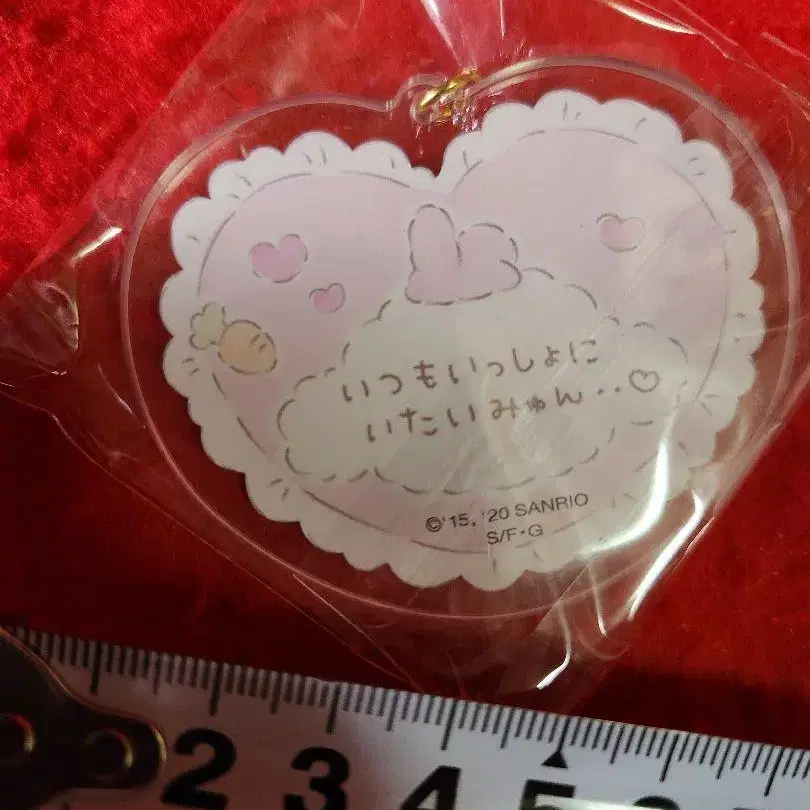 いつもいっしょに
いたいみゅん‥♡
©'15, '20 SANRIO
S/F・G
2 3 4 5